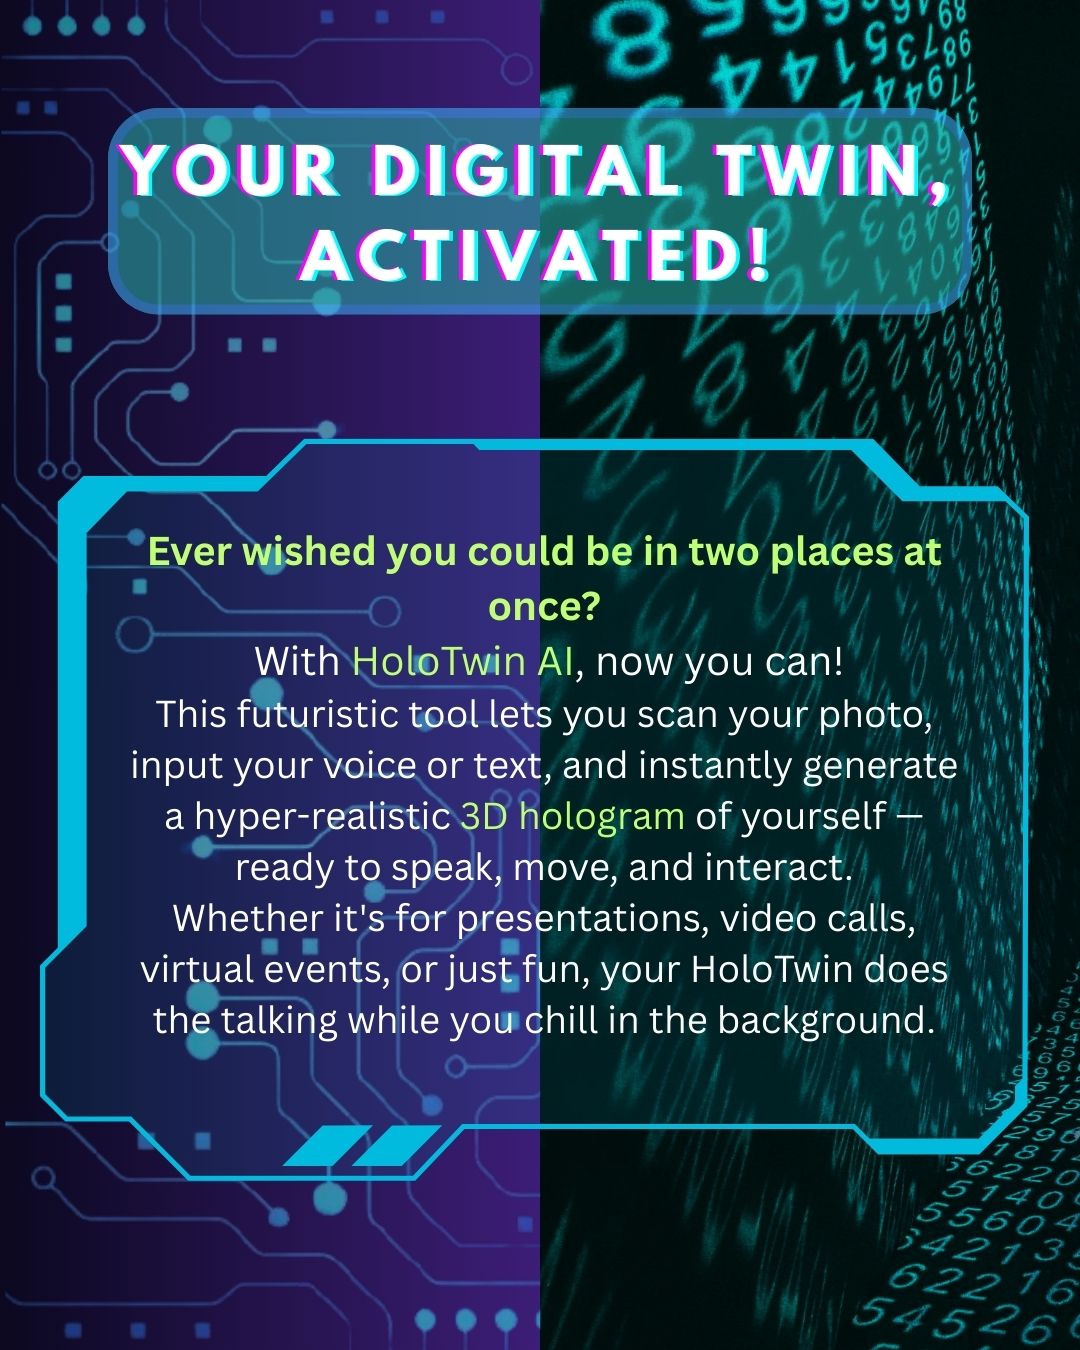 YOUR DIGITAL TWIN,
ACTIVATED!
Ever wished you could be in two places at
once?
With HoloTwin AI, now you can!
This futuristic tool lets you scan your photo,
input your voice or text, and instantly generate
a hyper-realistic 3D hologram of yourself —
ready to speak, move, and interact.
Whether it's for presentations, video calls,
virtual events, or just fun, your HoloTwin does
the talking while you chill in the background.